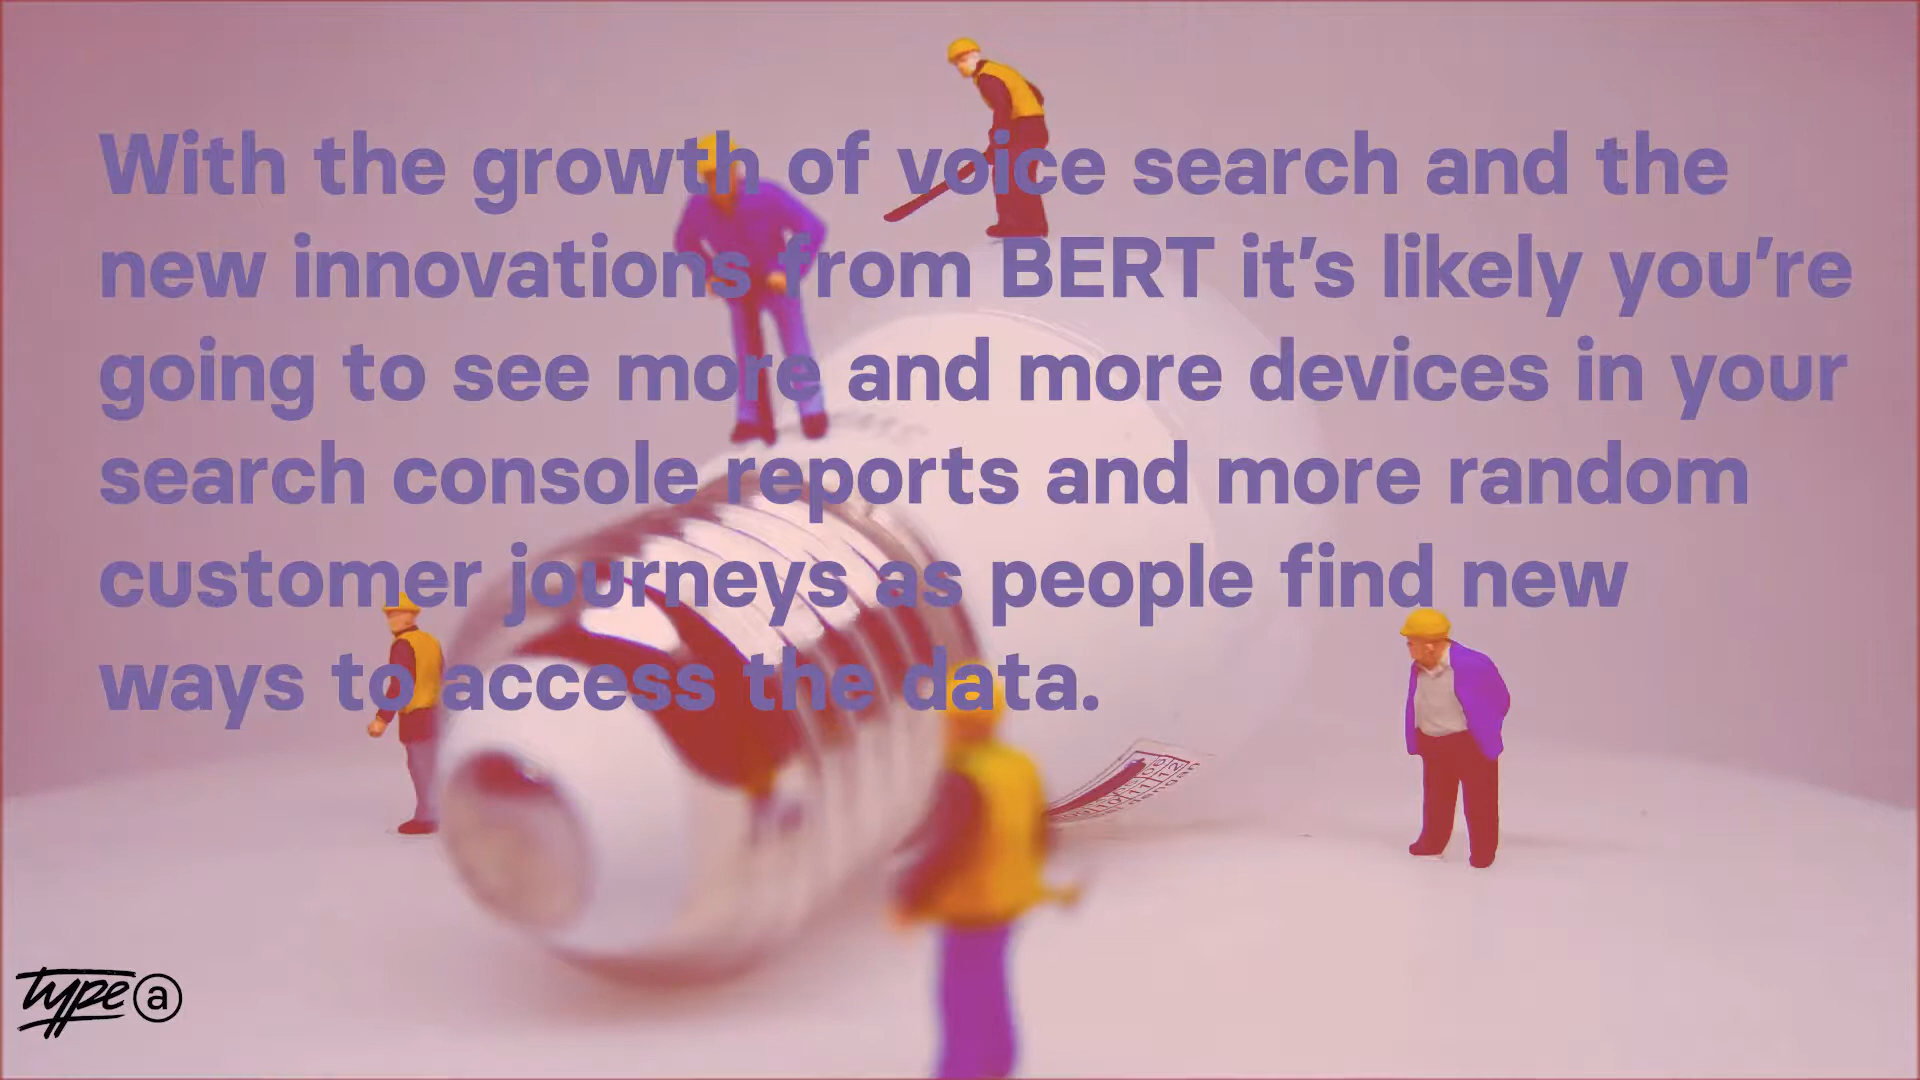 With the growth of voice search and the
new innovations from BERT it’s likely you’re
going to see more and more devices in your
search console reports and more random
customer journeys as people find new
ways to access the data.
type a